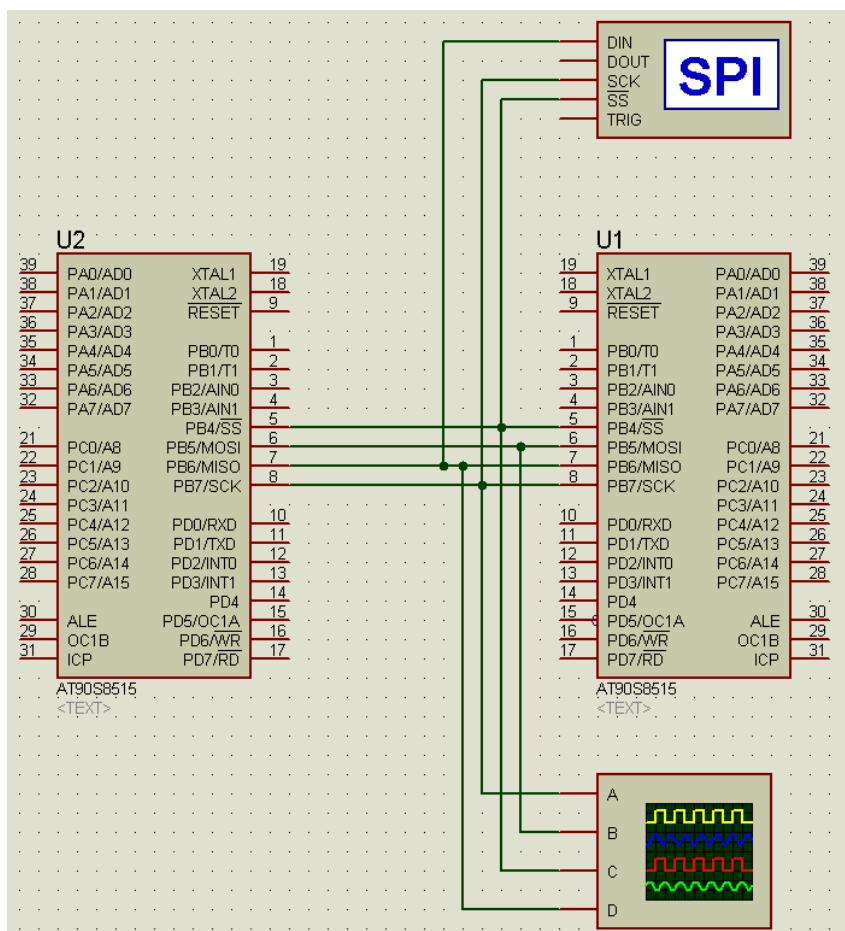 DIN
DOUT
SCK
SS
TRIG
SPI
U2
39 PA0/AD0 XTAL1 19
38 PA1/AD1 XTAL2 18
37 PA2/AD2 RESET 9
36 PA3/AD3
35 PA4/AD4 PB0/T0 1
34 PA5/AD5 PB1/T1 2
33 PA6/AD6 PB2/AIN0 3
32 PA7/AD7 PB3/AIN1 4
PB4/SS 5
21 PC0/A8 PB5/MOSI 6
22 PC1/A9 PB6/MISO 7
23 PC2/A10 PB7/SCK 8
24 PC3/A11
25 PC4/A12 PD0/RXD 10
26 PC5/A13 PD1/TXD 11
27 PC6/A14 PD2/INT0 12
28 PC7/A15 PD3/INT1 13
PD4 14
30 ALE PD5/OC1A 15
29 OC1B PD6/WR 16
31 ICP PD7/RD 17
AT90S8515
<TEXT>
U1
19 XTAL1 PA0/AD0 39
18 XTAL2 PA1/AD1 38
9 RESET PA2/AD2 37
PA3/AD3 36
1 PB0/T0 PA4/AD4 35
2 PB1/T1 PA5/AD5 34
3 PB2/AIN0 PA6/AD6 33
4 PB3/AIN1 PA7/AD7 32
5 PB4/SS
6 PB5/MOSI PC0/A8 21
7 PB6/MISO PC1/A9 22
8 PB7/SCK PC2/A10 23
PC3/A11 24
10 PD0/RXD PC4/A12 25
11 PD1/TXD PC5/A13 26
12 PD2/INT0 PC6/A14 27
13 PD3/INT1 PC7/A15 28
14 PD4
15 PD5/OC1A ALE 30
16 PD6/WR OC1B 29
17 PD7/RD ICP 31
AT90S8515
<TEXT>
A
B
C
D